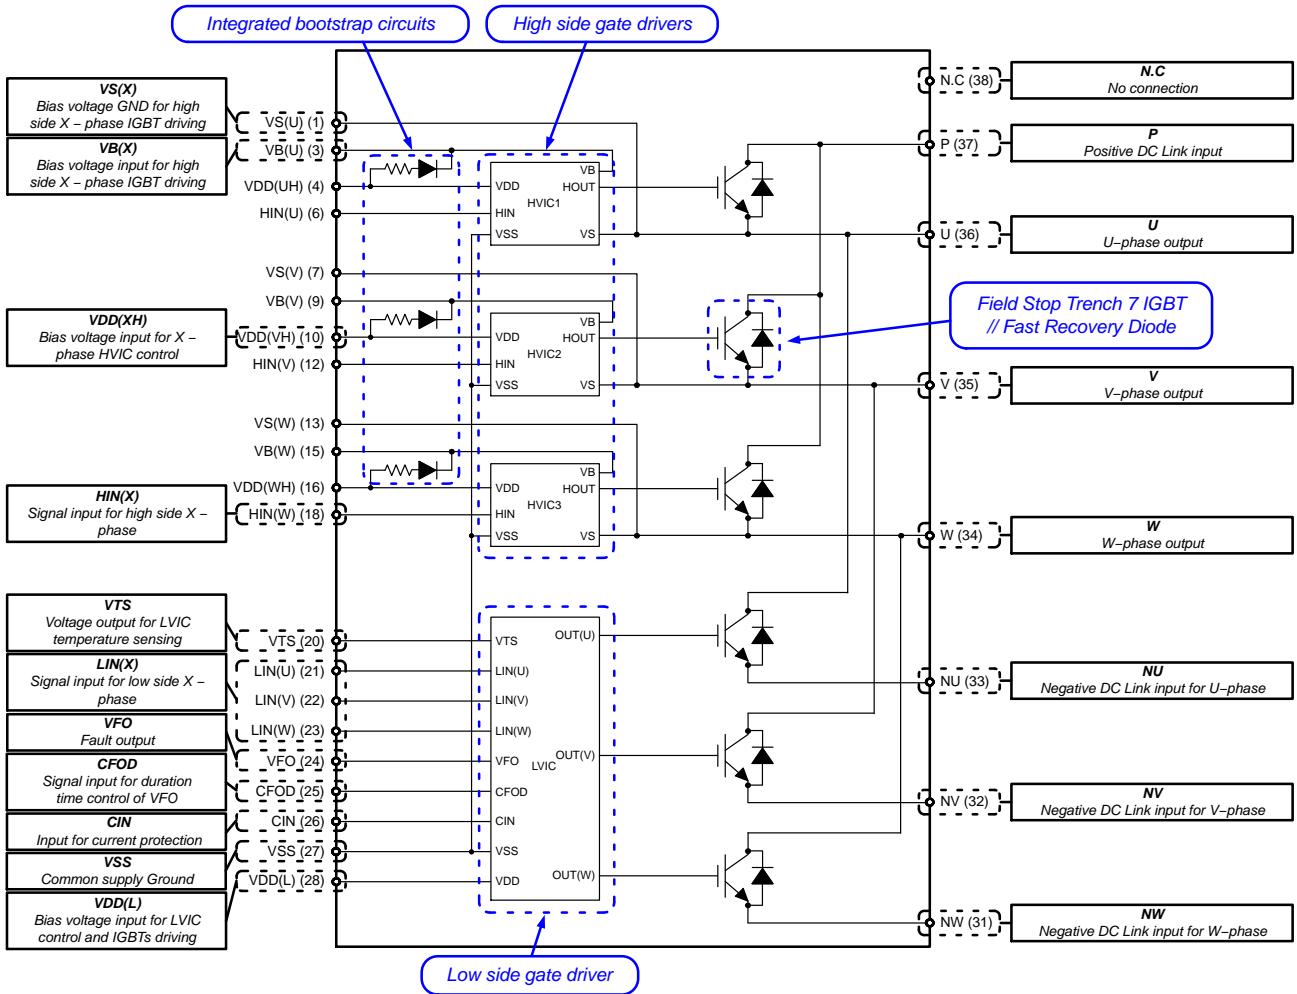 Integrated bootstrap circuits
High side gate drivers
VS(X)
Bias voltage GND for high
side X − phase IGBT driving
VB(X)
Bias voltage input for high
side X − phase IGBT driving
VDD(XH)
Bias voltage input for X −
phase HVIC control
HIN(X)
Signal input for high side X −
phase
VTS
Voltage output for LVIC
temperature sensing
LIN(X)
Signal input for low side X −
phase
VFO
Fault output
CFOD
Signal input for duration
time control of VFO
CIN
Input for current protection
VSS
Common supply Ground
VDD(L)
Bias voltage input for LVIC
control and IGBTs driving
VS(U) (1)
VB(U) (3)
VDD(UH) (4)
HIN(U) (6)
VS(V) (7)
VB(V) (9)
VDD(VH) (10)
HIN(V) (12)
VS(W) (13)
VB(W) (15)
VDD(WH) (16)
HIN(W) (18)
VTS (20)
LIN(U) (21)
LIN(V) (22)
LIN(W) (23)
VFO (24)
CFOD (25)
CIN (26)
VSS (27)
VDD(L) (28)
VB
VDD
HOUT
HVIC1
HIN
VSS
VS
VB
VDD
HOUT
HVIC2
HIN
VSS
VS
VB
VDD
HOUT
HVIC3
HIN
VSS
VS
VTS
OUT(U)
LIN(U)
LIN(V)
LIN(W)
VFO
OUT(V)
LVIC
CFOD
CIN
VSS
VDD
OUT(W)
Low side gate driver
Field Stop Trench 7 IGBT
// Fast Recovery Diode
N.C (38)
P (37)
U (36)
V (35)
W (34)
NU (33)
NV (32)
NW (31)
N.C
No connection
P
Positive DC Link input
U
U−phase output
V
V−phase output
W
W−phase output
NU
Negative DC Link input for U−phase
NV
Negative DC Link input for V−phase
NW
Negative DC Link input for W−phase